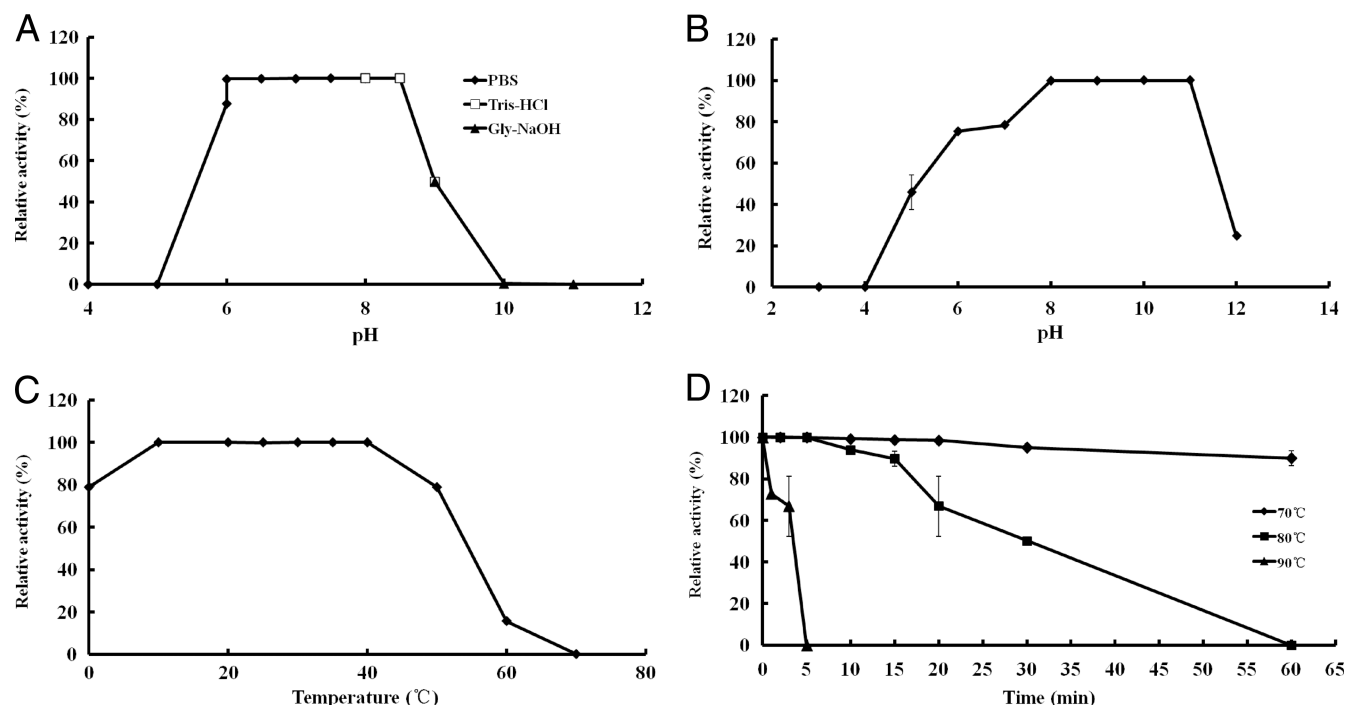 A
120
100
80
60
40
20
0
Relative activity (%)
4 6 8 10 12
pH
PBS
Tris-HCl
Gly-NaOH
B
120
100
80
60
40
20
0
Relative activity (%)
2 4 6 8 10 12 14
pH
C
120
100
80
60
40
20
0
Relative activity (%)
0 20 40 60 80
Temperature (℃)
D
120
100
80
60
40
20
0
Relative activity (%)
0 5 10 15 20 25 30 35 40 45 50 55 60 65
Time (min)
70℃
80℃
90℃